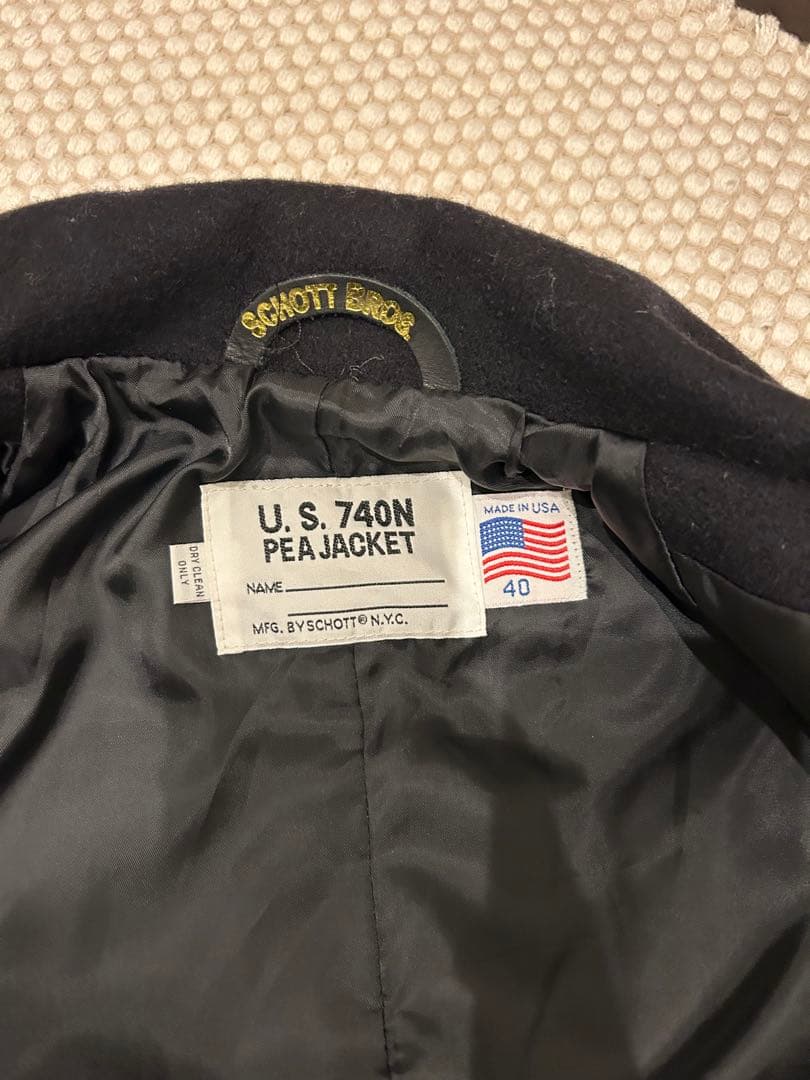 SCHOTT BROS.
U. S. 740N
PEA JACKET
NAME
MFG. BY SCHOTT® N.Y.C.
MADE IN USA
40
DRY CLEAN
ONLY